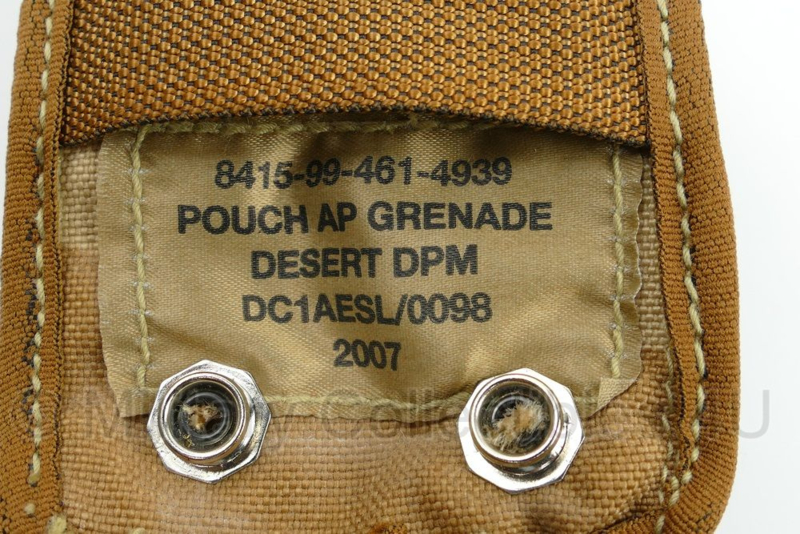 8415-99-461-4939
POUCH AP GRENADE
DESERT DPM
DC1AESL/0098
2007